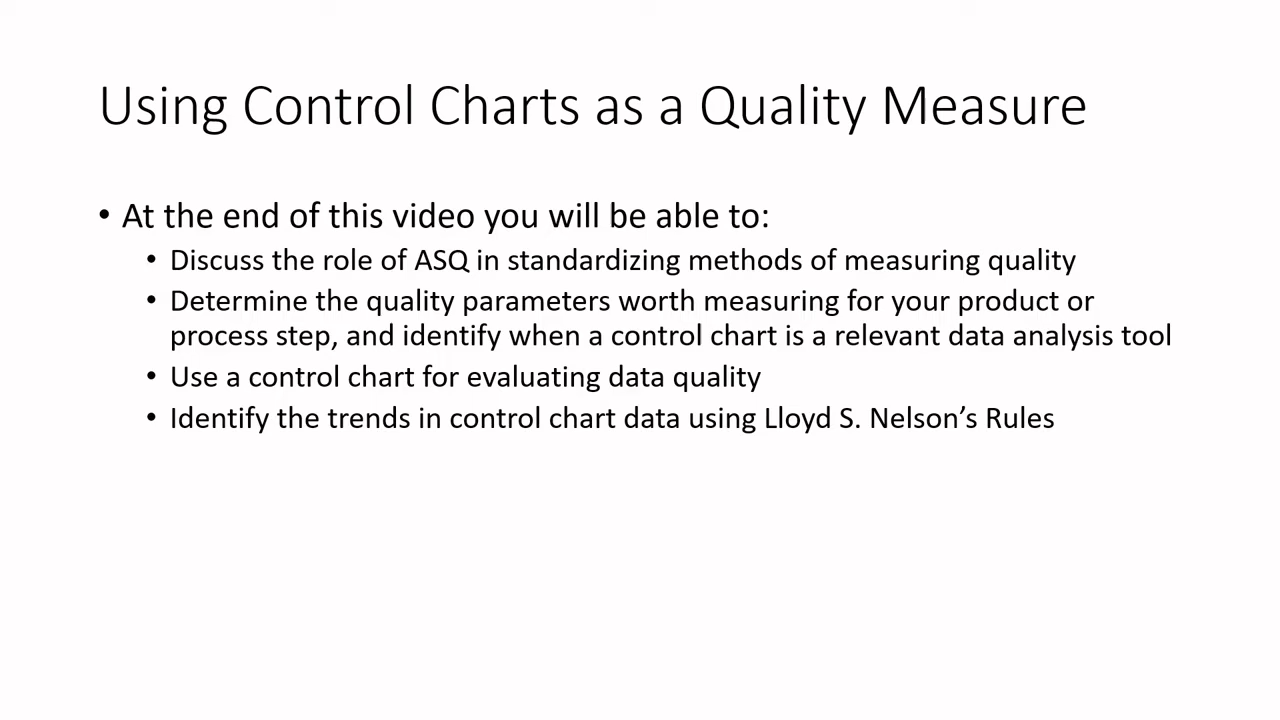 Using Control Charts as a Quality Measure
• At the end of this video you will be able to:
• Discuss the role of ASQ in standardizing methods of measuring quality
• Determine the quality parameters worth measuring for your product or
process step, and identify when a control chart is a relevant data analysis tool
• Use a control chart for evaluating data quality
• Identify the trends in control chart data using Lloyd S. Nelson’s Rules